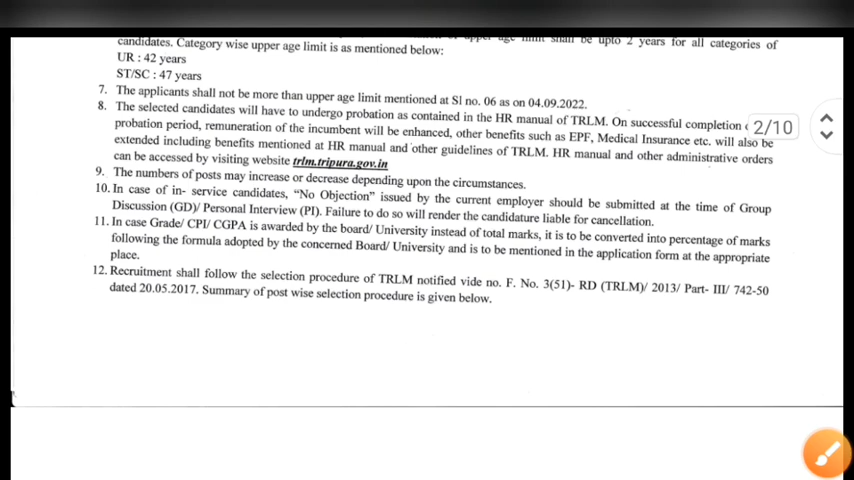 upper age limit shall be upto 2 years for all categories of
candidates. Category wise upper age limit is as mentioned below:
UR : 42 years
ST/SC : 47 years
7. The applicants shall not be more than upper age limit mentioned at Sl no. 06 as on 04.09.2022.
8. The selected candidates will have to undergo probation as contained in the HR manual of TRLM. On successful completion
probation period, remuneration of the incumbent will be enhanced, other benefits such as EPF, Medical Insurance etc. will also be
extended including benefits mentioned at HR manual and other guidelines of TRLM. HR manual and other administrative orders
can be accessed by visiting website trlm.tripura.gov.in
9. The numbers of posts may increase or decrease depending upon the circumstances.
10. In case of in- service candidates, “No Objection” issued by the current employer should be submitted at the time of Group
Discussion (GD)/ Personal Interview (PI). Failure to do so will render the candidature liable for cancellation.
11. In case Grade/ CPI/ CGPA is awarded by the board/ University instead of total marks, it is to be converted into percentage of marks
following the formula adopted by the concerned Board/ University and is to be mentioned in the application form at the appropriate
place.
12. Recruitment shall follow the selection procedure of TRLM notified vide no. F. No. 3(51)- RD (TRLM)/ 2013/ Part- III/ 742-50
dated 20.05.2017. Summary of post wise selection procedure is given below.
2/10